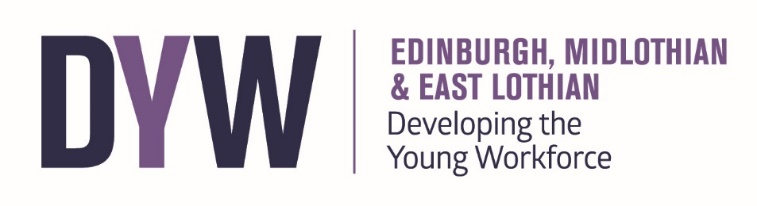 DYW
EDINBURGH, MIDLOTHIAN
& EAST LOTHIAN
Developing the
Young Workforce